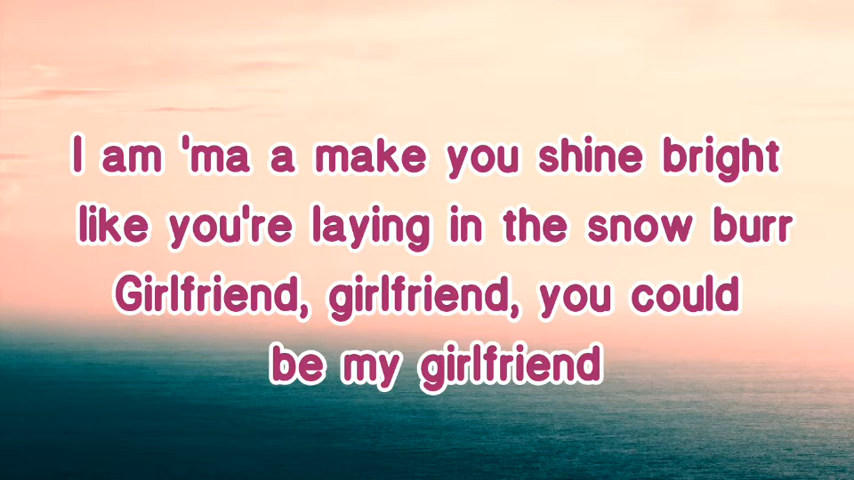 I am 'ma a make you shine bright
like you're laying in the snow burr
Girlfriend, girlfriend, you could
be my girlfriend